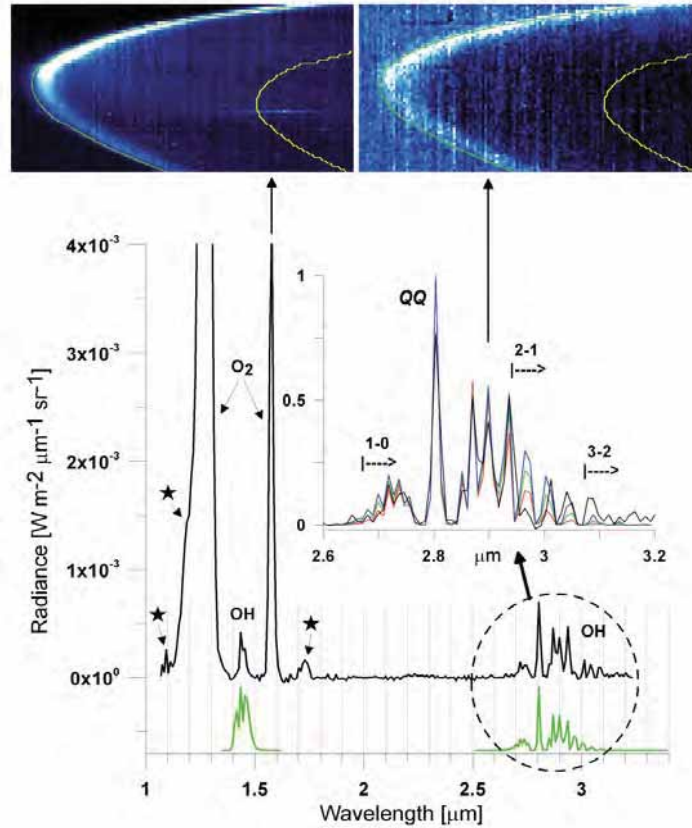 4x10⁻³
3x10⁻³
2x10⁻³
1x10⁻³
0x10⁰
Radiance [W m-2 μm-1 sr-1]
O₂
★
★
OH
★
OH
1
0.5
0
QQ
1-0
|---->
2-1
|---->
3-2
|---->
2.6
2.8
μm
3
3.2
1
1.5
2
2.5
3
Wavelength [μm]